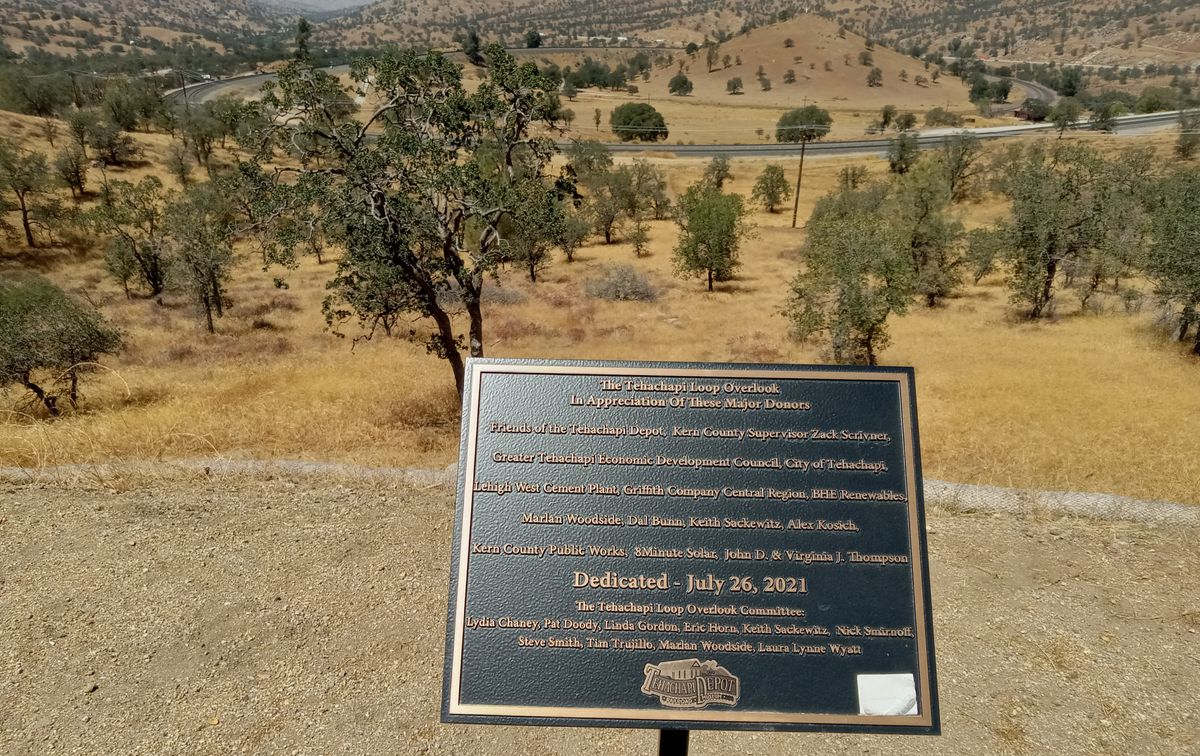 The Tehachapi Loop Overlook
In Appreciation Of These Major Donors
Friends of the Tehachapi Depot, Kern County Supervisor Zack Scrivner,
Greater Tehachapi Economic Development Council, City of Tehachapi,
Lehigh West Cement Plant, Griffith Company Central Region, BHE Renewables,
Marlan Woodside, Dal Bunn, Keith Sackewitz, Alex Kosich,
Kern County Public Works, 8Minute Solar, John D. & Virginia J. Thompson
Dedicated - July 26, 2021
The Tehachapi Loop Overlook Committee:
Lydia Chaney, Pat Doody, Linda Gordon, Eric Horn, Keith Sackewitz, Nick Smirnoff,
Steve Smith, Tim Trujillo, Marlan Woodside, Laura Lynne Wyatt
TEHACHAPI DEPOT
RAILROAD MUSEUM